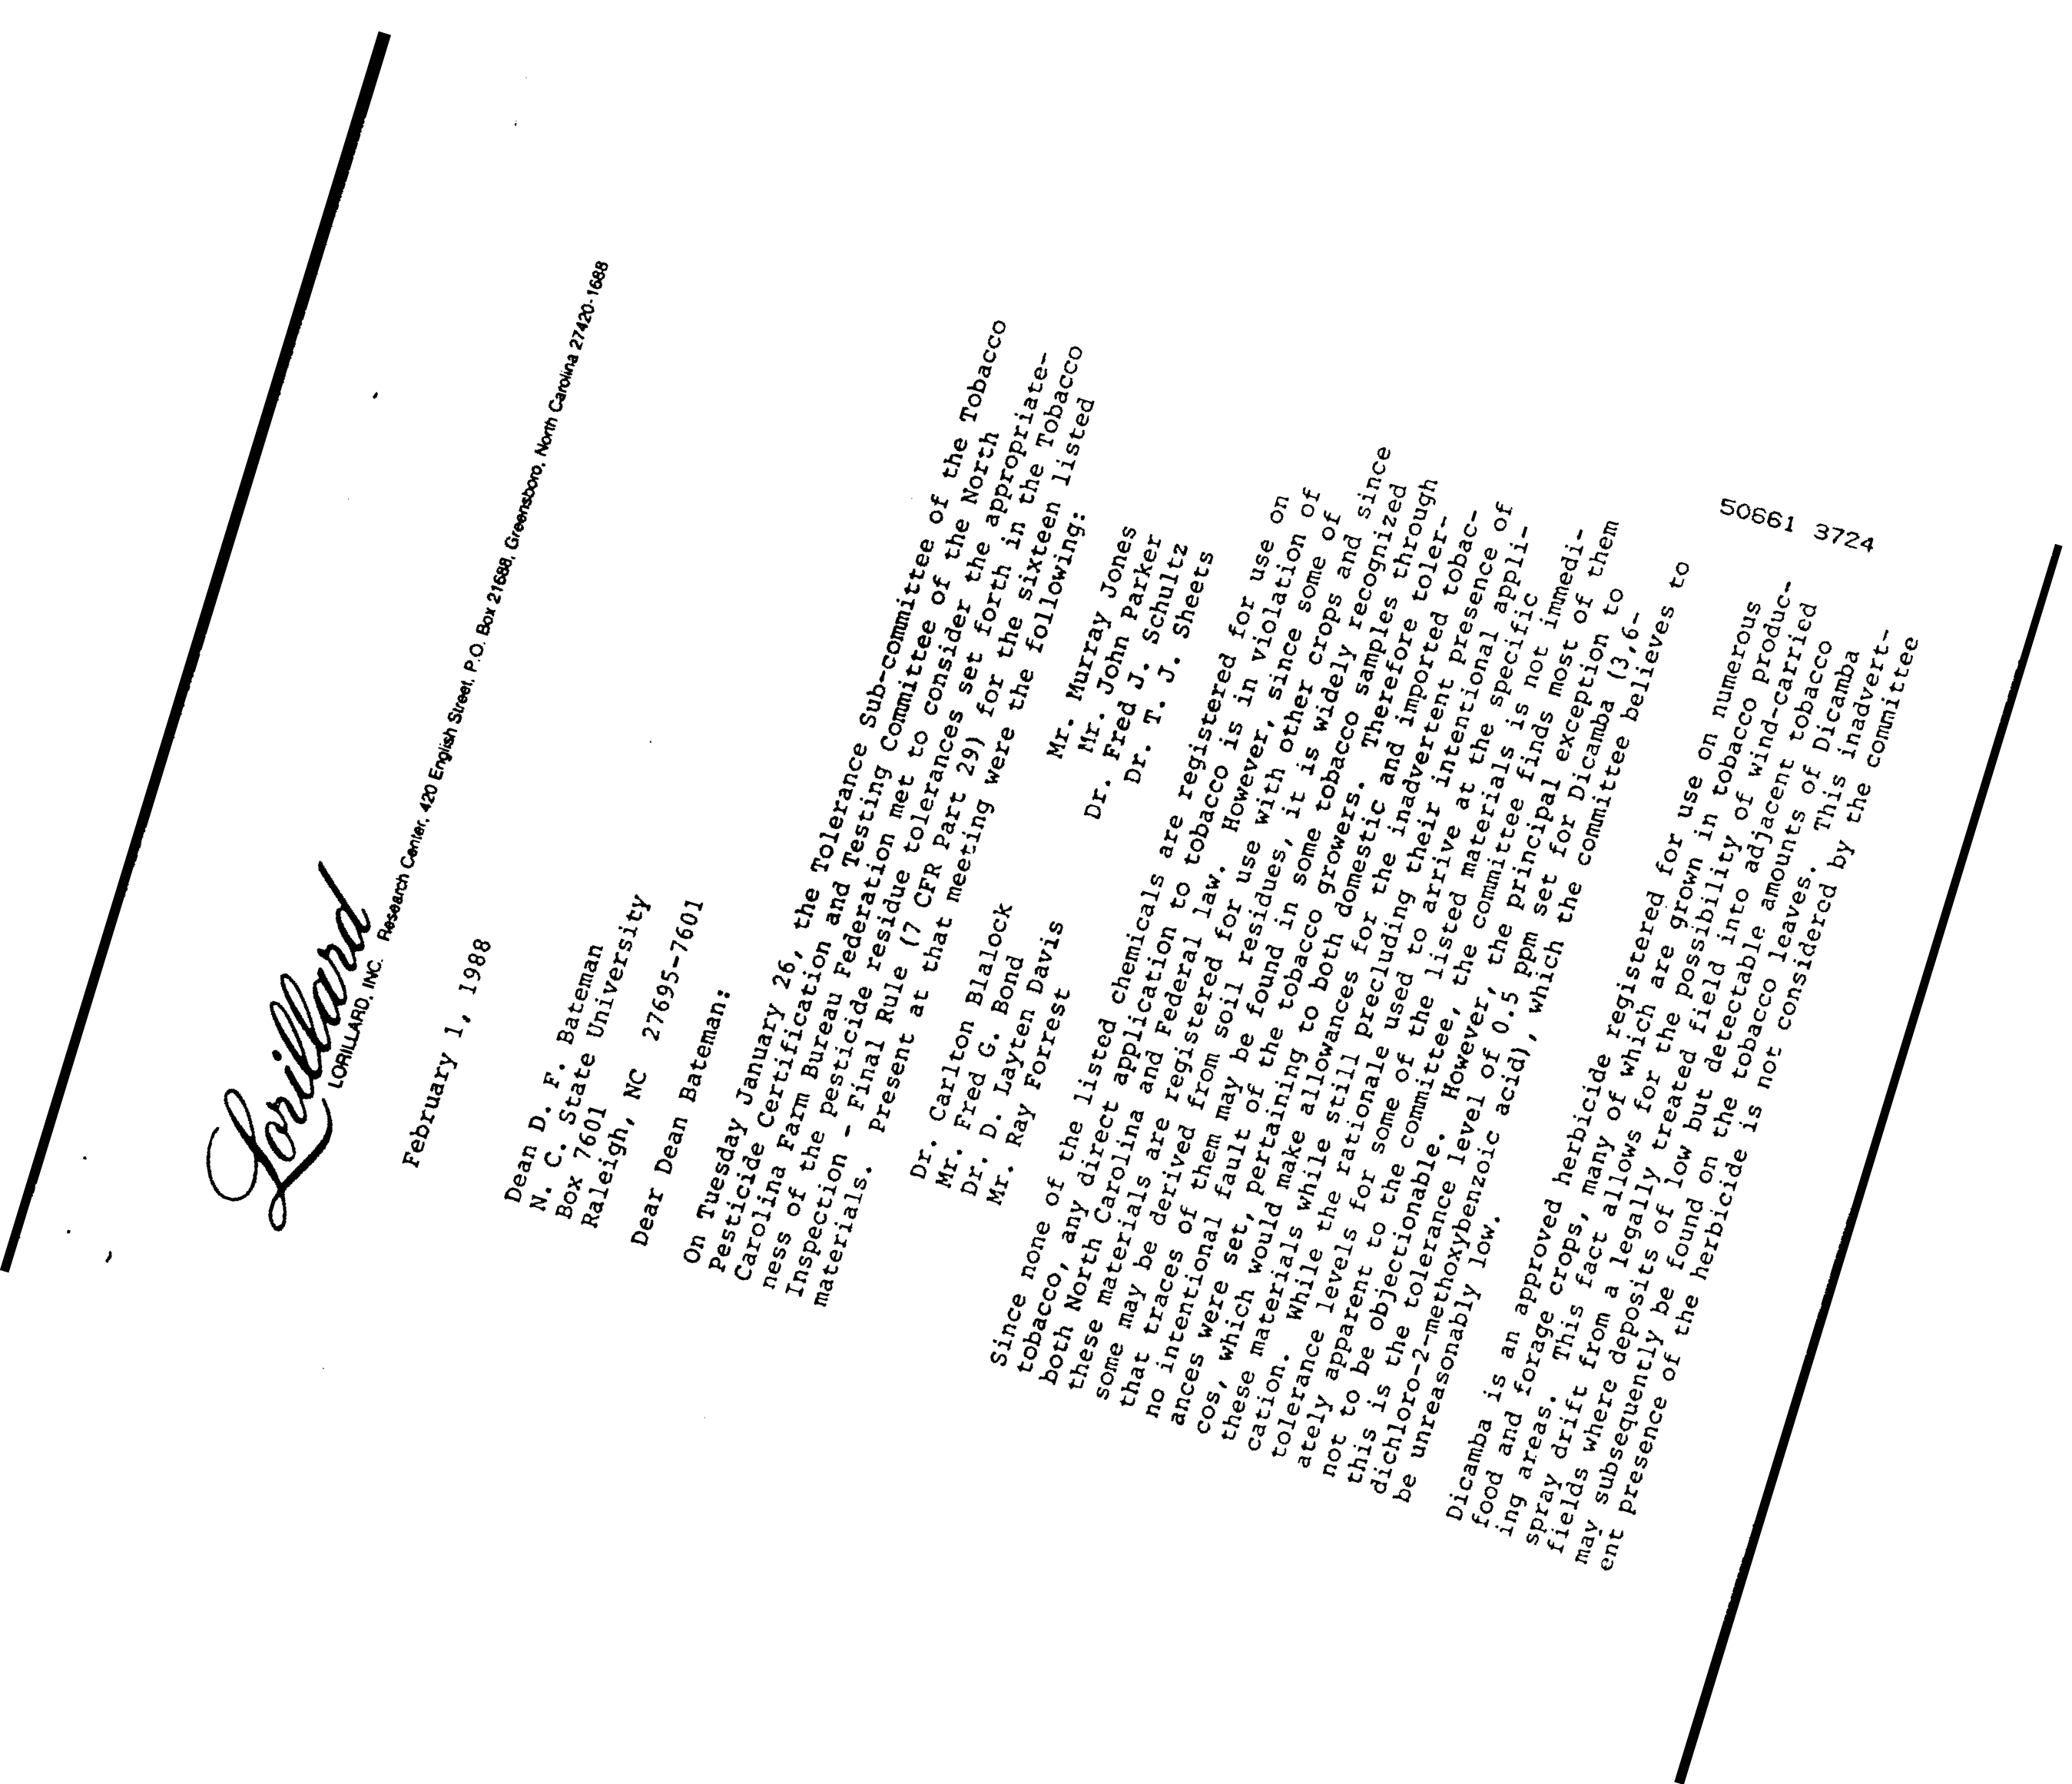 Lorillard
LORILLARD, INC. Research Center, 420 English Street, P.O. Box 21688, Greensboro, North Carolina 27420-1688
February 1, 1988
Dean D. F. Bateman
N. C. State University
Box 7601
Raleigh, NC 27695-7601
Dear Dean Bateman:
On Tuesday January 26, the Tolerance Sub-committee of the Tobacco
Pesticide Certification and Testing Committee of the North
Carolina Farm Bureau Federation met to consider the appropriate-
ness of the pesticide residue tolerances set forth in the Tobacco
Inspection - Final Rule (7 CFR Part 29) for the sixteen listed
materials. Present at that meeting were the following:
Dr. Carlton Blalock Mr. Murray Jones
Mr. Fred G. Bond Mr. John Parker
Dr. D. Layten Davis Dr. Fred J. Schultz
Mr. Ray Forrest Dr. T. J. Sheets
Since none of the listed chemicals are registered for use on
tobacco, any direct application to tobacco is in violation of
both North Carolina and Federal law. However, since some of
these materials are registered for use with other crops and since
some may be derived from soil residues, it is widely recognized
that traces of them may be found in some tobacco samples through
no intentional fault of the tobacco growers. Therefore toler-
ances were set, pertaining to both domestic and imported tobac-
cos, which would make allowances for the inadvertent presence of
these materials while still precluding their intentional appli-
cation. While the rationale used to arrive at the specific
tolerance levels for some of the listed materials is not immedi-
ately apparent to the committee, the committee finds most of them
not to be objectionable. However, the principal exception to
this is the tolerance level of 0.5 ppm set for Dicamba (3,6-
dichloro-2-methoxybenzoic acid), which the committee believes to
be unreasonably low.
Dicamba is an approved herbicide registered for use on numerous
food and forage crops, many of which are grown in tobacco produc-
ing areas. This fact allows for the possibility of wind-carried
spray drift from a legally treated field into adjacent tobacco
fields where deposits of low but detectable amounts of Dicamba
may subsequently be found on the tobacco leaves. This inadvert-
ent presence of the herbicide is not considered by the committee
50661 3724